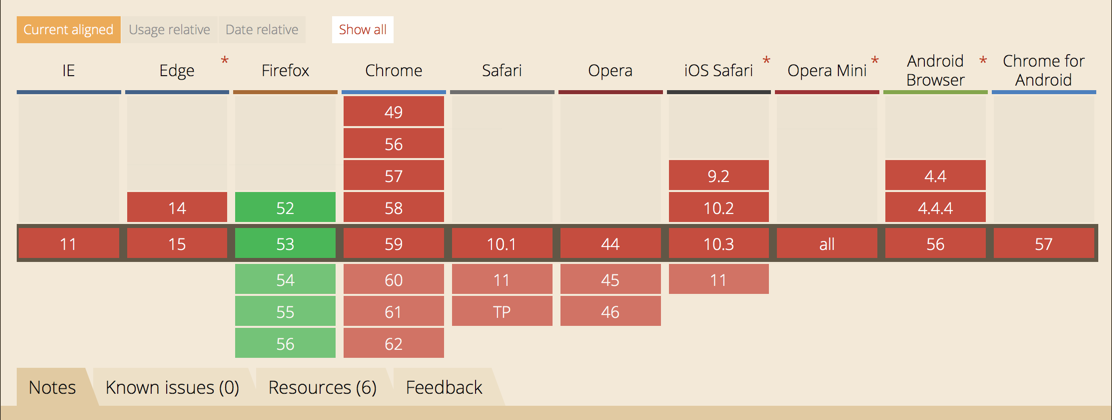 Current aligned Usage relative Date relative Show all
IE Edge * Firefox Chrome Safari Opera iOS Safari * Opera Mini * Android Browser * Chrome for Android
49
56
57 9.2 4.4
14 52 58 10.2 4.4.4
11 15 53 59 10.1 44 10.3 all 56 57
54 60 11 45 11
55 61 TP 46
56 62
Notes Known issues (0) Resources (6) Feedback